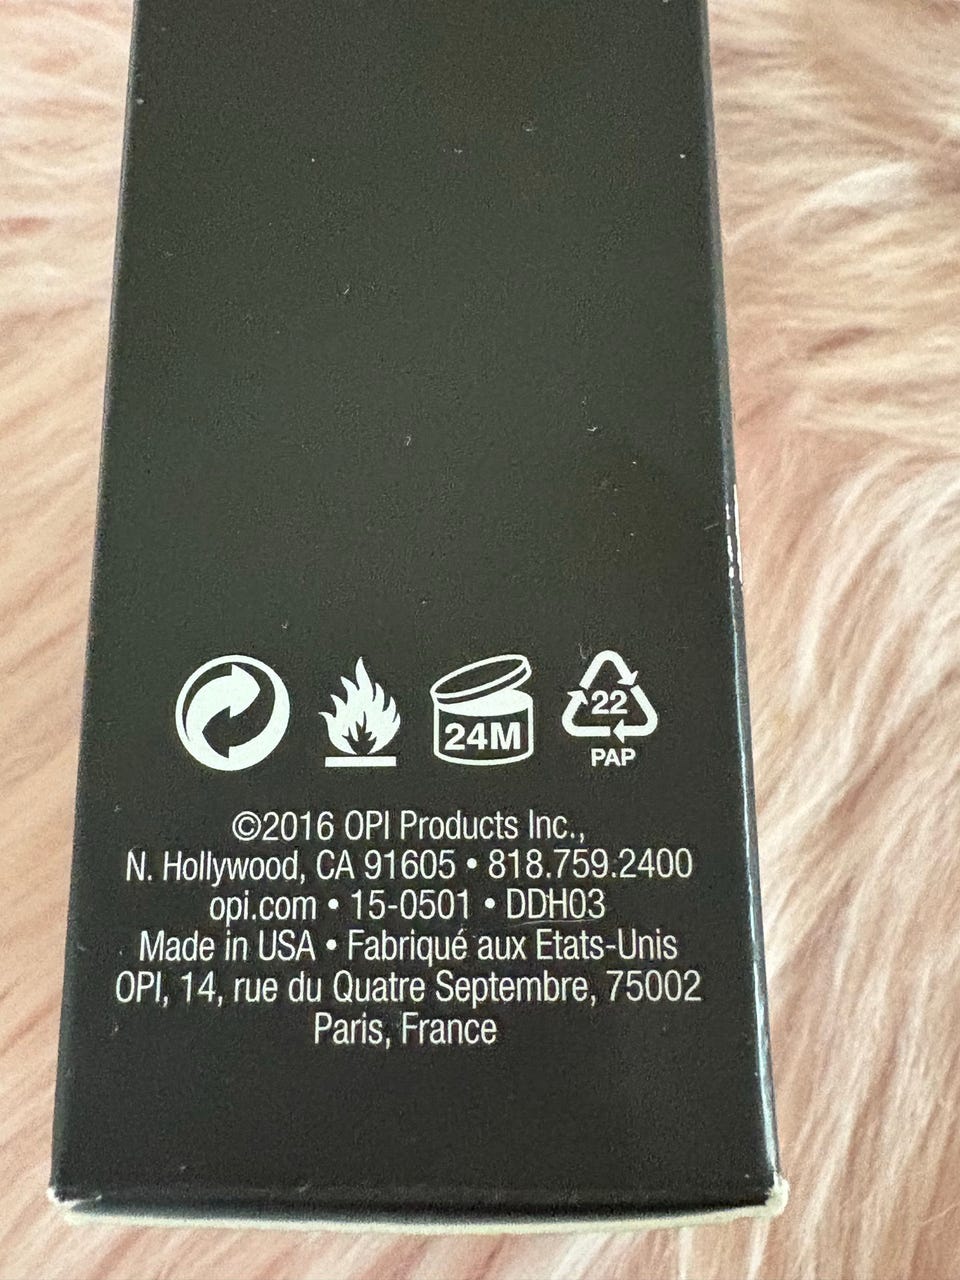 24M
22
PAP
©2016 OPI Products Inc.,
N. Hollywood, CA 91605 • 818.759.2400
opi.com • 15-0501 • DDH03
Made in USA • Fabriqué aux Etats-Unis
OPI, 14, rue du Quatre Septembre, 75002
Paris, France